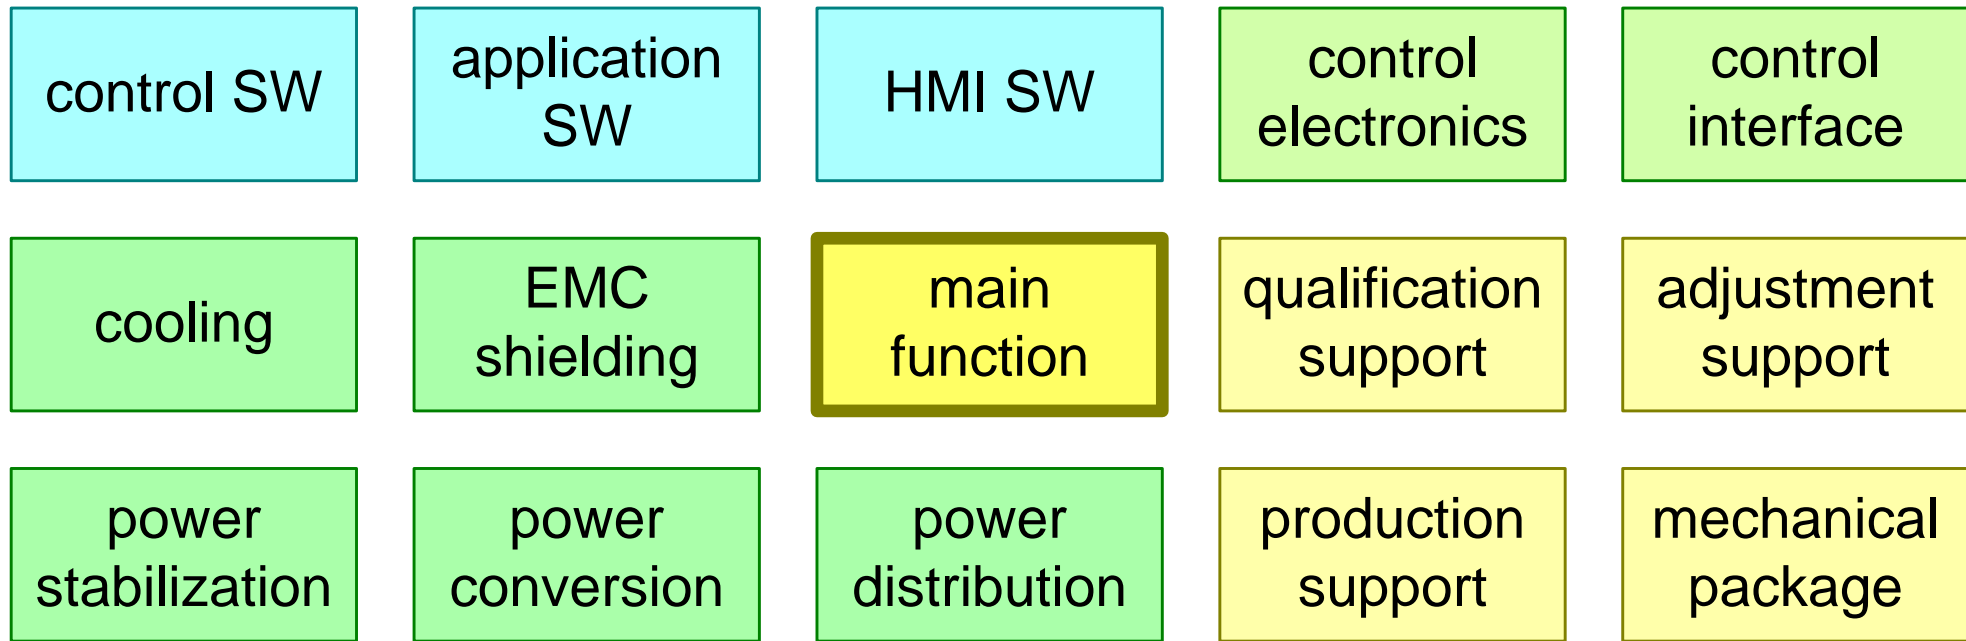 control SW
application
SW
HMI SW
control
electronics
control
interface
cooling
EMC
shielding
main
function
qualification
support
adjustment
support
power
stabilization
power
conversion
power
distribution
production
support
mechanical
package